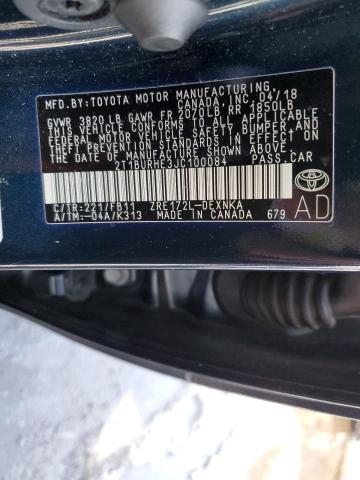 MFD.BY:TOYOTA MOTOR MANUFACTURING
CANADA, INC. 04/18
GVWR 3820 LB GAWR FR 2070LB RR 1850LB
THIS VEHICLE CONFORMS TO ALL APPLICABLE
FEDERAL MOTOR VEHICLE SAFETY, BUMPER AND
THEFT PREVENTION STANDARDS IN EFFECT ON
THE DATE OF MANUFACTURE SHOWN ABOVE.
2T1BURHE3JC100084 PASS.CAR
C/TR:221/FB11 ZRE172L-DEXNKA
A/TM:-04A/K313 MADE IN CANADA 679
AD
TOYOTA